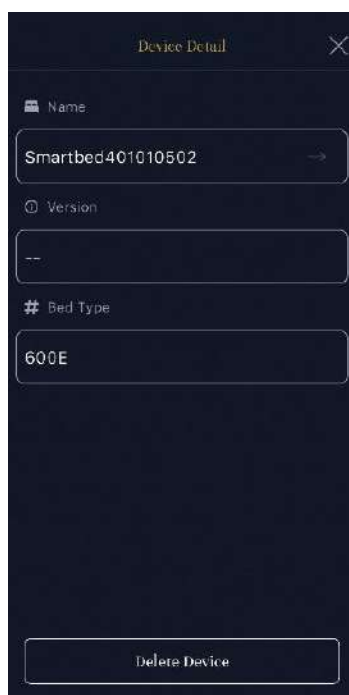 Device Detail
Name
Smartbed401010502
Version
--
Bed Type
600E
Delete Device